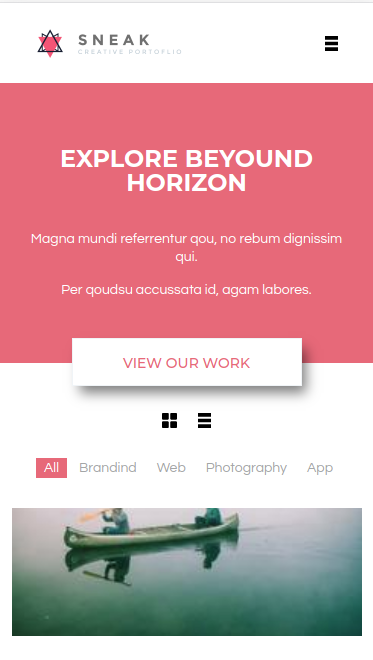 SNEAK
CREATIVE PORTOFLIO
EXPLORE BEYOUND
HORIZON
Magna mundi referrentur qou, no rebum dignissim
qui.
Per qoudsu accussata id, agam labores.
VIEW OUR WORK
All Brandind Web Photography App